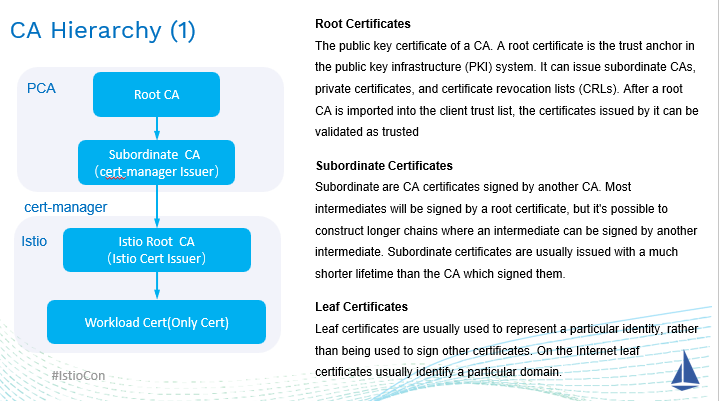 CA Hierarchy (1)
PCA
Root CA
Subordinate CA
(cert-manager Issuer)
cert-manager
Istio
Istio Root CA
(Istio Cert Issuer)
Workload Cert(Only Cert)
#IstioCon
Root Certificates
The public key certificate of a CA. A root certificate is the trust anchor in
the public key infrastructure (PKI) system. It can issue subordinate CAs,
private certificates, and certificate revocation lists (CRLs). After a root
CA is imported into the client trust list, the certificates issued by it can be
validated as trusted
Subordinate Certificates
Subordinate are CA certificates signed by another CA. Most
intermediates will be signed by a root certificate, but it's possible to
construct longer chains where an intermediate can be signed by another
intermediate. Subordinate certificates are usually issued with a much
shorter lifetime than the CA which signed them.
Leaf Certificates
Leaf certificates are usually used to represent a particular identity, rather
than being used to sign other certificates. On the Internet leaf
certificates usually identify a particular domain.